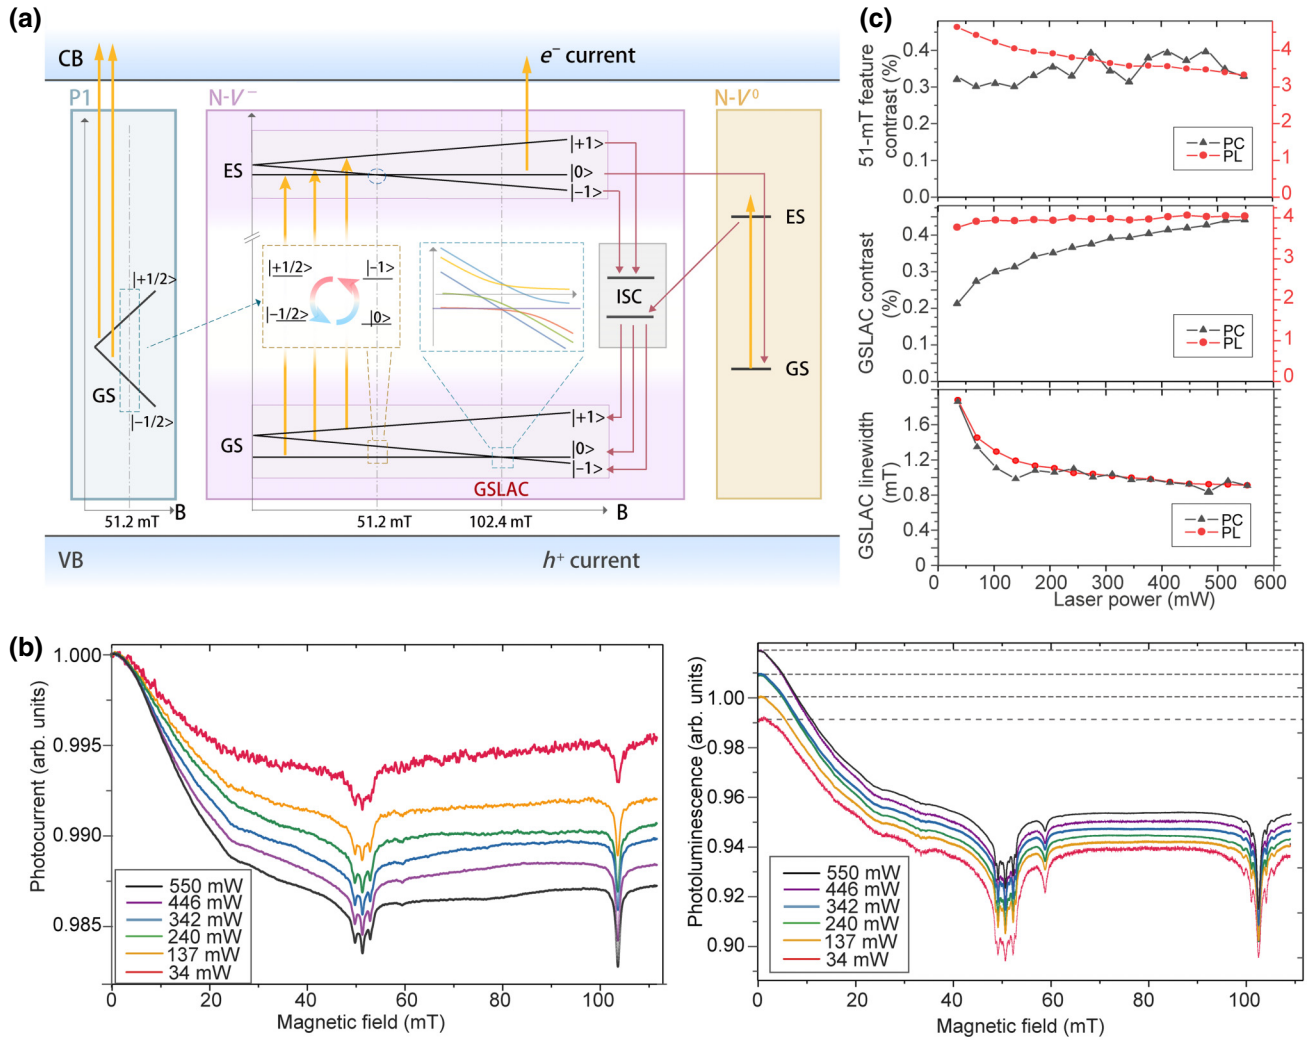 (a)
CB
e⁻ current
P1
N-V⁻
N-V⁰
ES
|+1>
|0>
|−1>
ES
|+1/2>
|−1/2>
GS
|+1/2>
|−1>
|−1/2>
|0>
ISC
GS
GS
|+1>
|0>
|−1>
GSLAC
B
51.2 mT
51.2 mT
102.4 mT
B
VB
h⁺ current
(c)
51-mT feature
contrast (%)
0.4
0.3
0.2
0.1
0.0
4
3
2
1
0
PC
PL
GSLAC contrast
(%)
0.4
0.3
0.2
0.1
0.0
4
3
2
1
0
PC
PL
GSLAC linewidth
(mT)
1.6
1.2
0.8
0.4
0
PC
PL
0 100 200 300 400 500 600
Laser power (mW)
(b)
Photocurrent (arb. units)
1.000
0.995
0.990
0.985
550 mW
446 mW
342 mW
240 mW
137 mW
34 mW
0 20 40 60 80 100
Magnetic field (mT)
Photoluminescence (arb. units)
1.00
0.98
0.96
0.94
0.92
0.90
550 mW
446 mW
342 mW
240 mW
137 mW
34 mW
0 20 40 60 80 100
Magnetic field (mT)